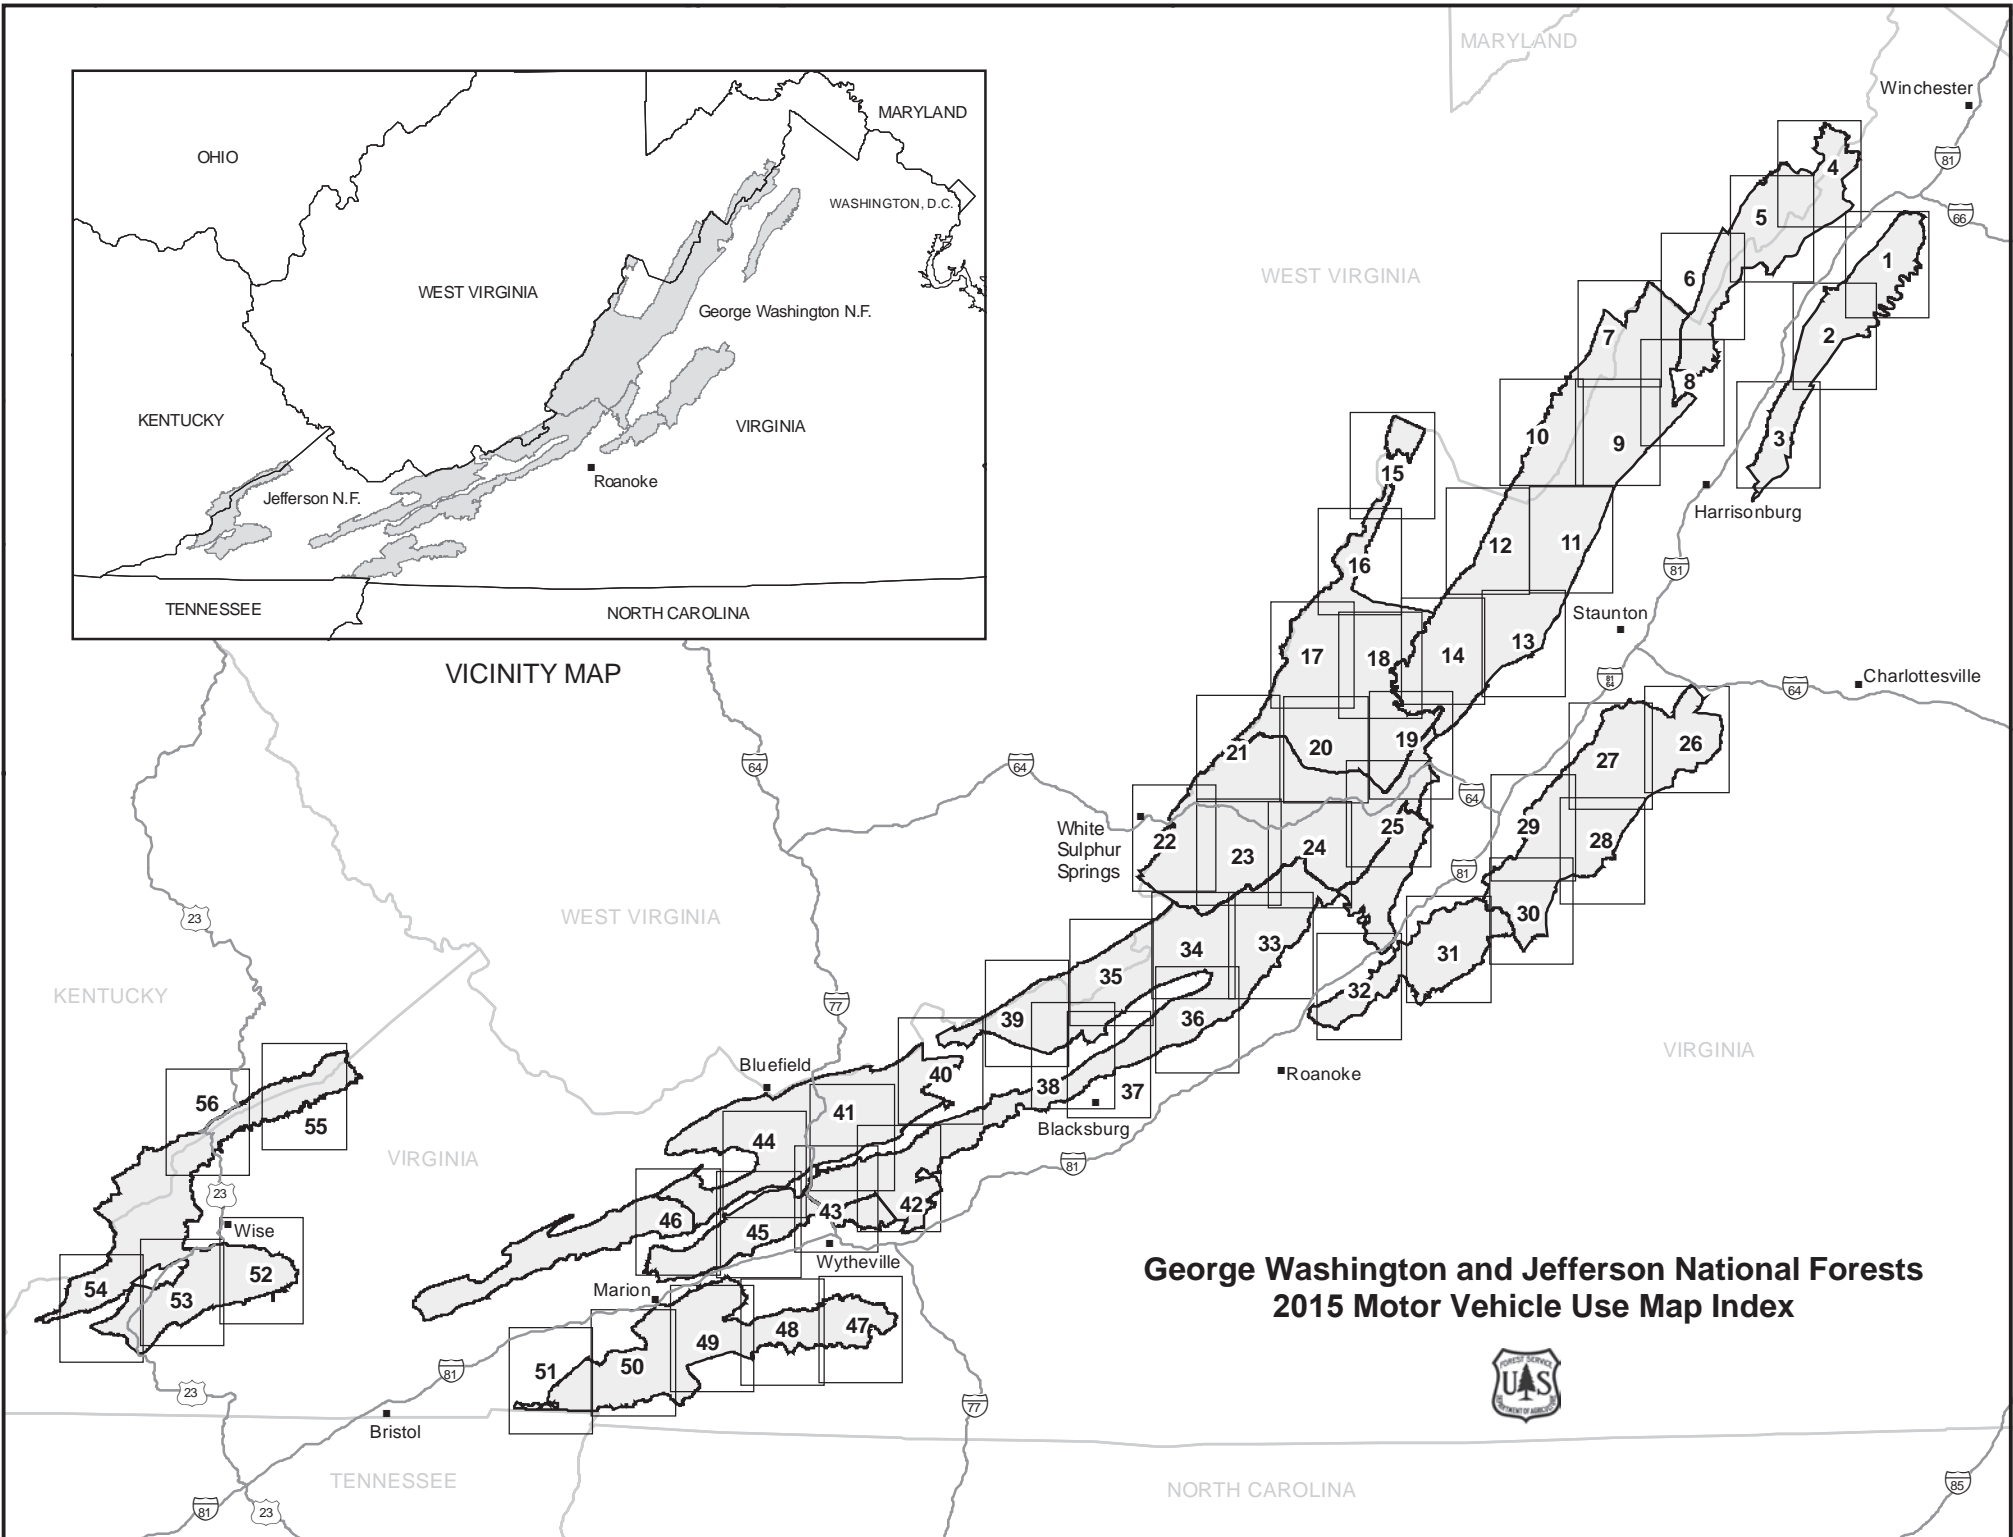 MARYLAND
Winchester
81
66
OHIO
MARYLAND
WASHINGTON, D.C.
WEST VIRGINIA
George Washington N.F.
KENTUCKY
VIRGINIA
Roanoke
Jefferson N.F.
TENNESSEE
NORTH CAROLINA
VICINITY MAP
WEST VIRGINIA
4
5
1
6
2
7
8
3
10
9
15
Harrisonburg
12
11
16
81
Staunton
13
14
17
18
81
64
Charlottesville
64
26
27
19
20
21
64
64
64
White
Sulphur
Springs
22
23
24
25
29
28
81
30
31
32
33
34
35
36
39
23
WEST VIRGINIA
KENTUCKY
77
VIRGINIA
Roanoke
Bluefield
40
38
37
Blacksburg
81
41
44
56
55
VIRGINIA
23
Wise
46
45
43
42
Wytheville
54
53
52
Marion
George Washington and Jefferson National Forests
2015 Motor Vehicle Use Map Index
51
50
49
48
47
81
23
77
Bristol
FOREST SERVICE
U S
DEPARTMENT OF AGRICULTURE
TENNESSEE
NORTH CAROLINA
81
23
85